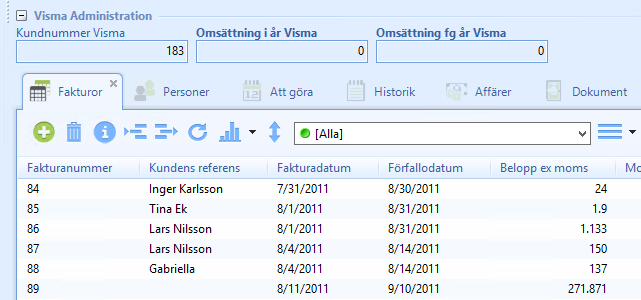 Visma Administration
Kundnummer Visma Omsättning i år Visma Omsättning fg år Visma
183 0 0
Fakturor Personer Att göra Historik Affärer Dokument
[Alla]
Fakturanummer Kundens referens Fakturadatum Förfallodatum Belopp ex moms Mo
84 Inger Karlsson 7/31/2011 8/30/2011 24
85 Tina Ek 8/1/2011 8/31/2011 1.9
86 Lars Nilsson 8/1/2011 8/31/2011 1.133
87 Lars Nilsson 8/4/2011 8/14/2011 150
88 Gabriella 8/4/2011 8/14/2011 137
89 8/11/2011 9/10/2011 271.871